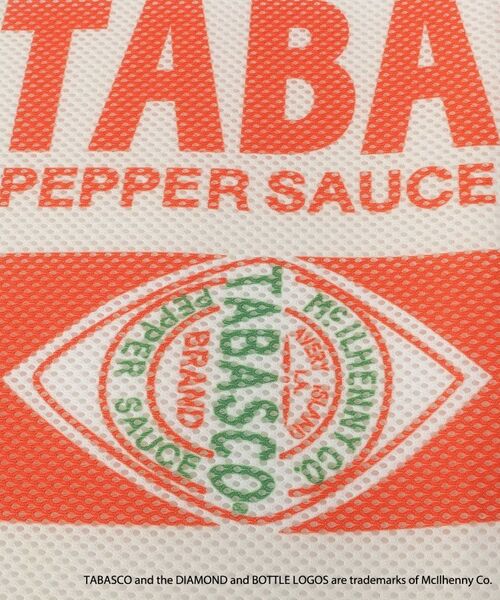 TABA
PEPPER SAUCE
McILHENNY CO.
AVERY ISLAND
LA.
TABASCO
BRAND
PEPPER SAUCE
TABASCO and the DIAMOND and BOTTLE LOGOS are trademarks of McIlhenny Co.